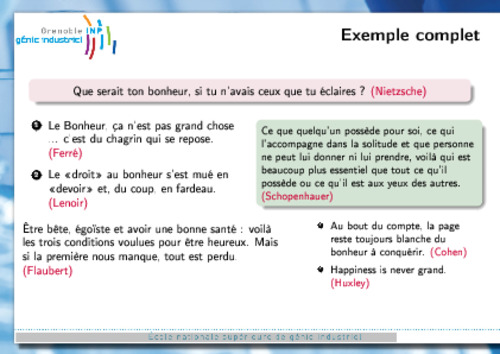 Grenoble INP
génie industriel
Exemple complet
Que serait ton bonheur, si tu n'avais ceux que tu éclaires ? (Nietzsche)
1 Le Bonheur, ça n'est pas grand chose
... c'est du chagrin qui se repose.
(Ferré)
2 Le «droit» au bonheur s'est mué en
«devoir» et, du coup, en fardeau.
(Lenoir)
Ce que quelqu'un possède pour soi, ce qui
l'accompagne dans la solitude et que personne
ne peut lui donner ni lui prendre, voilà qui est
beaucoup plus essentiel que tout ce qu'il
possède ou ce qu'il est aux yeux des autres.
(Schopenhauer)
Être bête, égoïste et avoir une bonne santé : voilà
les trois conditions voulues pour être heureux. Mais
si la première nous manque, tout est perdu.
(Flaubert)
Au bout du compte, la page
reste toujours blanche du
bonheur à conquérir. (Cohen)
Happiness is never grand.
(Huxley)
École nationale supérieure de génie industriel